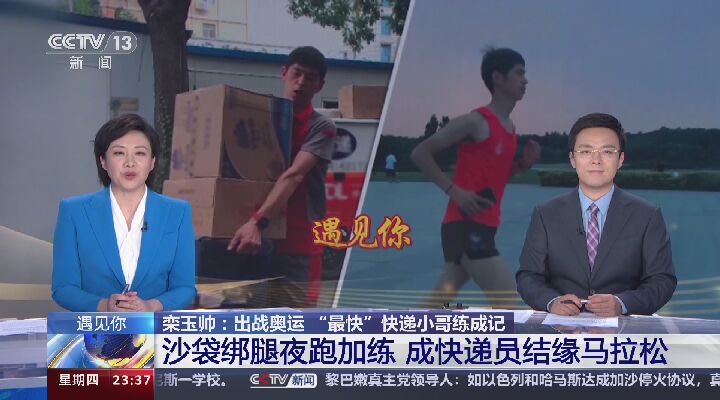 CCTV 13
新闻
遇见你
遇见你
栾玉帅：出战奥运 “最快”快递小哥练成记
沙袋绑腿夜跑加练 成快递员结缘马拉松
星期四 23:37
斯一学校。 CCTV新闻 黎巴嫩真主党领导人：如以色列和哈马斯达成加沙停火协议，真